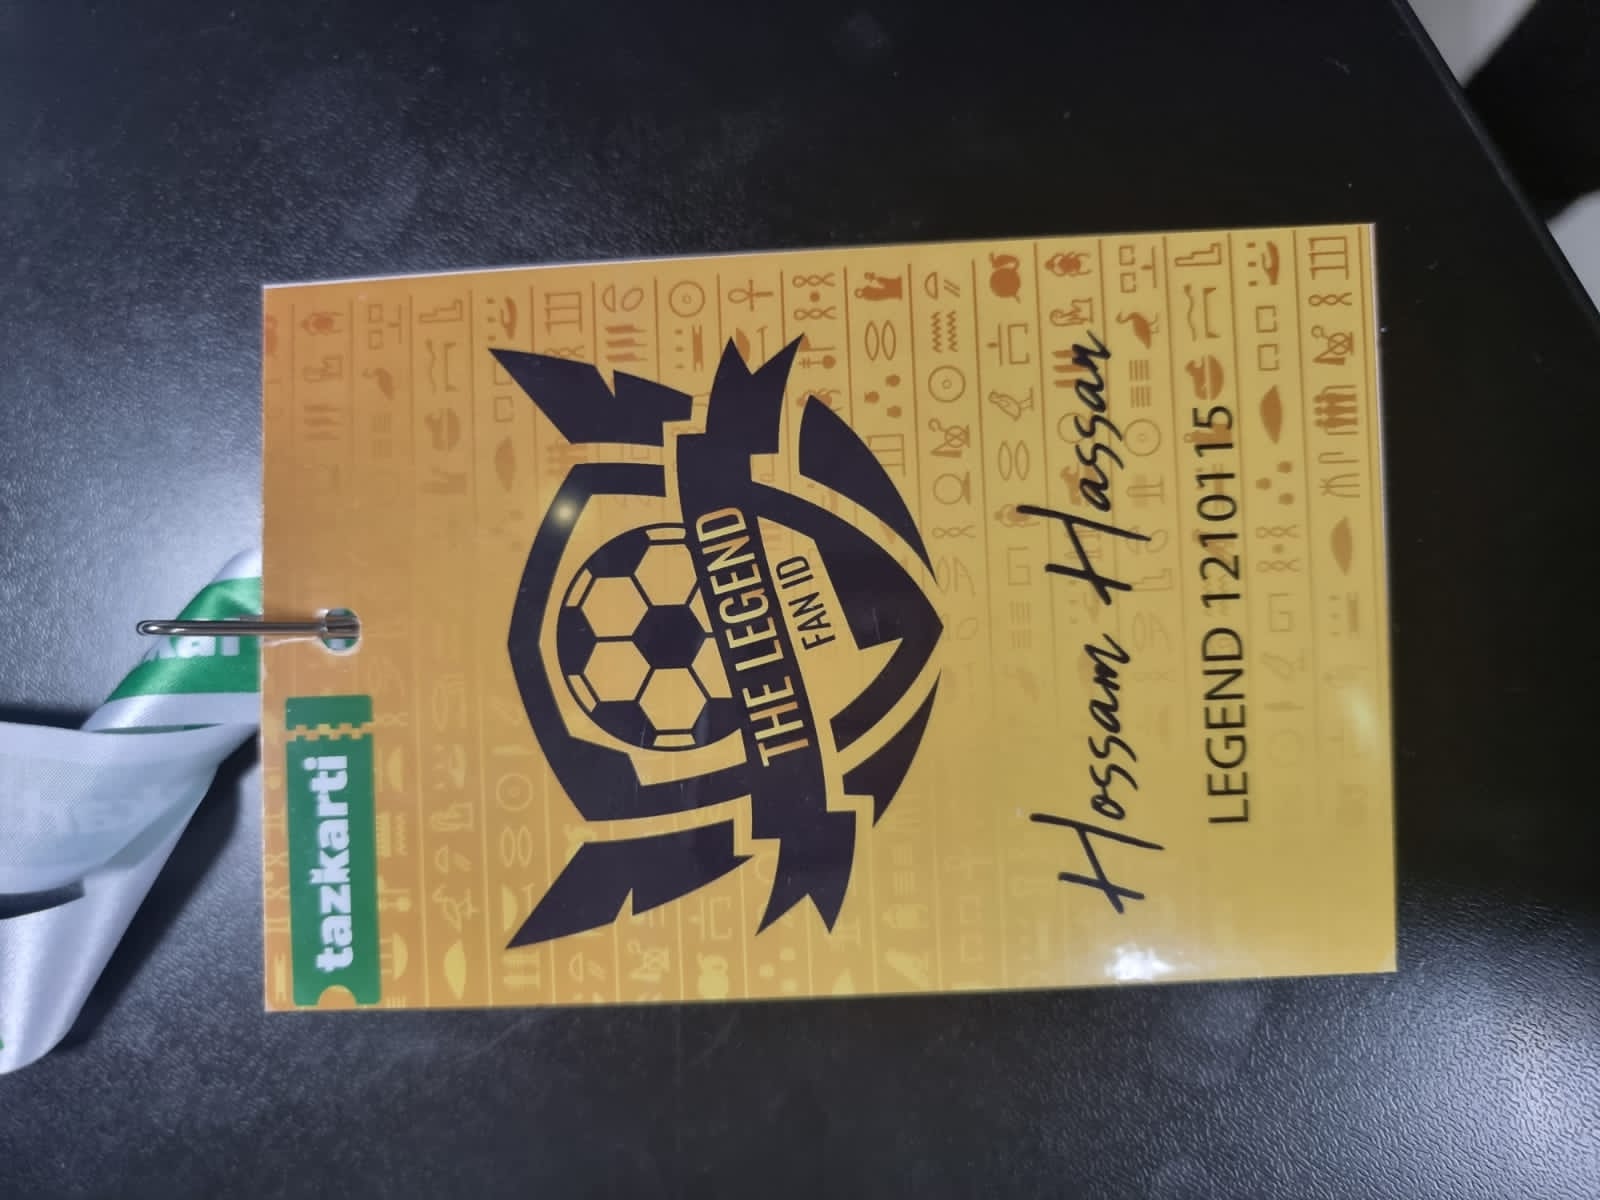 tazkarti
THE LEGEND
FAN ID
Hossam Hassan
LEGEND 1210115